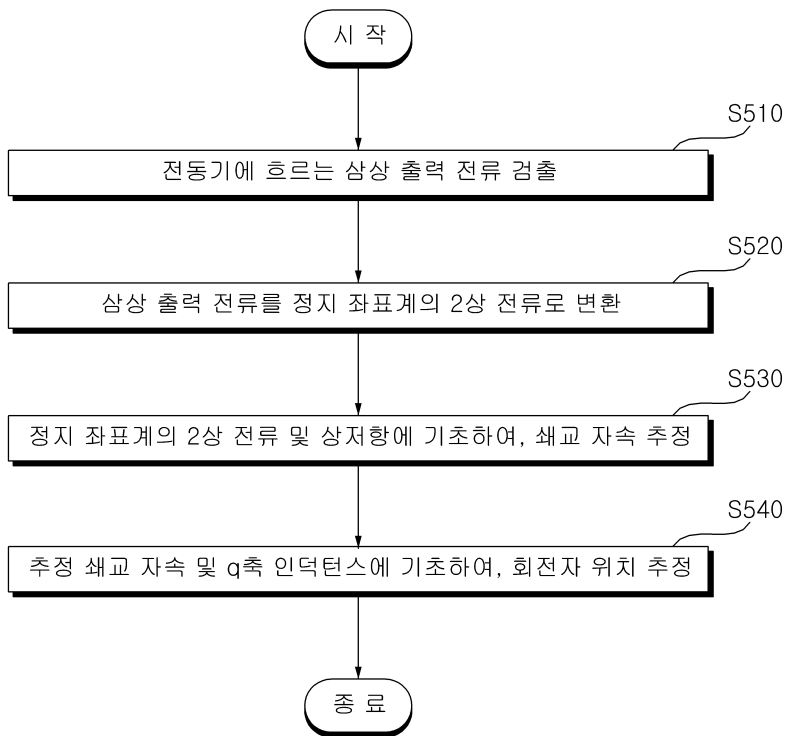 시 작
S510
전동기에 흐르는 삼상 출력 전류 검출
S520
삼상 출력 전류를 정지 좌표계의 2상 전류로 변환
S530
정지 좌표계의 2상 전류 및 상저항에 기초하여, 쇄교 자속 추정
S540
추정 쇄교 자속 및 q축 인덕턴스에 기초하여, 회전자 위치 추정
종 료